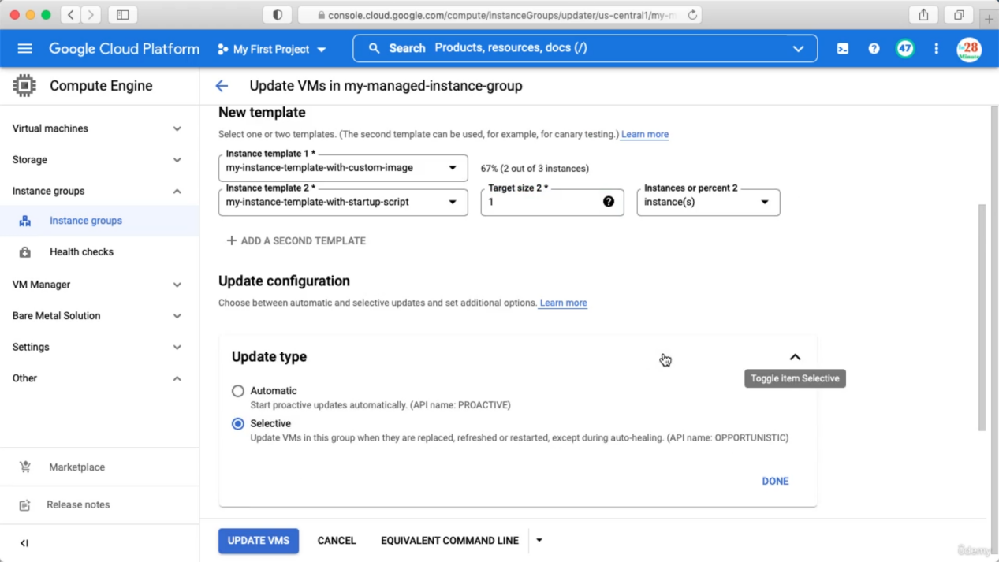 console.cloud.google.com/compute/instanceGroups/updater/us-central1/my-m
Google Cloud Platform
My First Project
Search Products, resources, docs (/)
47
28
Minutes
Compute Engine
Update VMs in my-managed-instance-group
Virtual machines
Storage
Instance groups
Instance groups
Health checks
VM Manager
Bare Metal Solution
Settings
Other
Marketplace
Release notes
New template
Select one or two templates. (The second template can be used, for example, for canary testing.) Learn more
Instance template 1 *
my-instance-template-with-custom-image
67% (2 out of 3 instances)
Instance template 2 *
my-instance-template-with-startup-script
Target size 2 *
1
Instances or percent 2
instance(s)
ADD A SECOND TEMPLATE
Update configuration
Choose between automatic and selective updates and set additional options. Learn more
Update type
Toggle item Selective
Automatic
Start proactive updates automatically. (API name: PROACTIVE)
Selective
Update VMs in this group when they are replaced, refreshed or restarted, except during auto-healing. (API name: OPPORTUNISTIC)
DONE
UPDATE VMS
CANCEL
EQUIVALENT COMMAND LINE
ûdemy